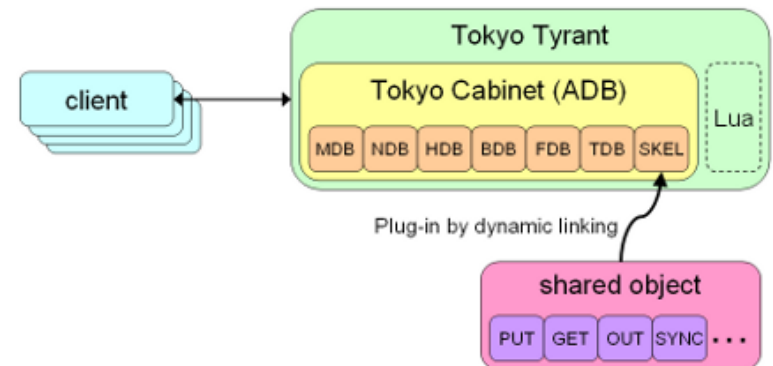 Tokyo Tyrant
client
Tokyo Cabinet (ADB)
Lua
MDB NDB HDB BDB FDB TDB SKEL
Plug-in by dynamic linking
shared object
PUT GET OUT SYNC ...